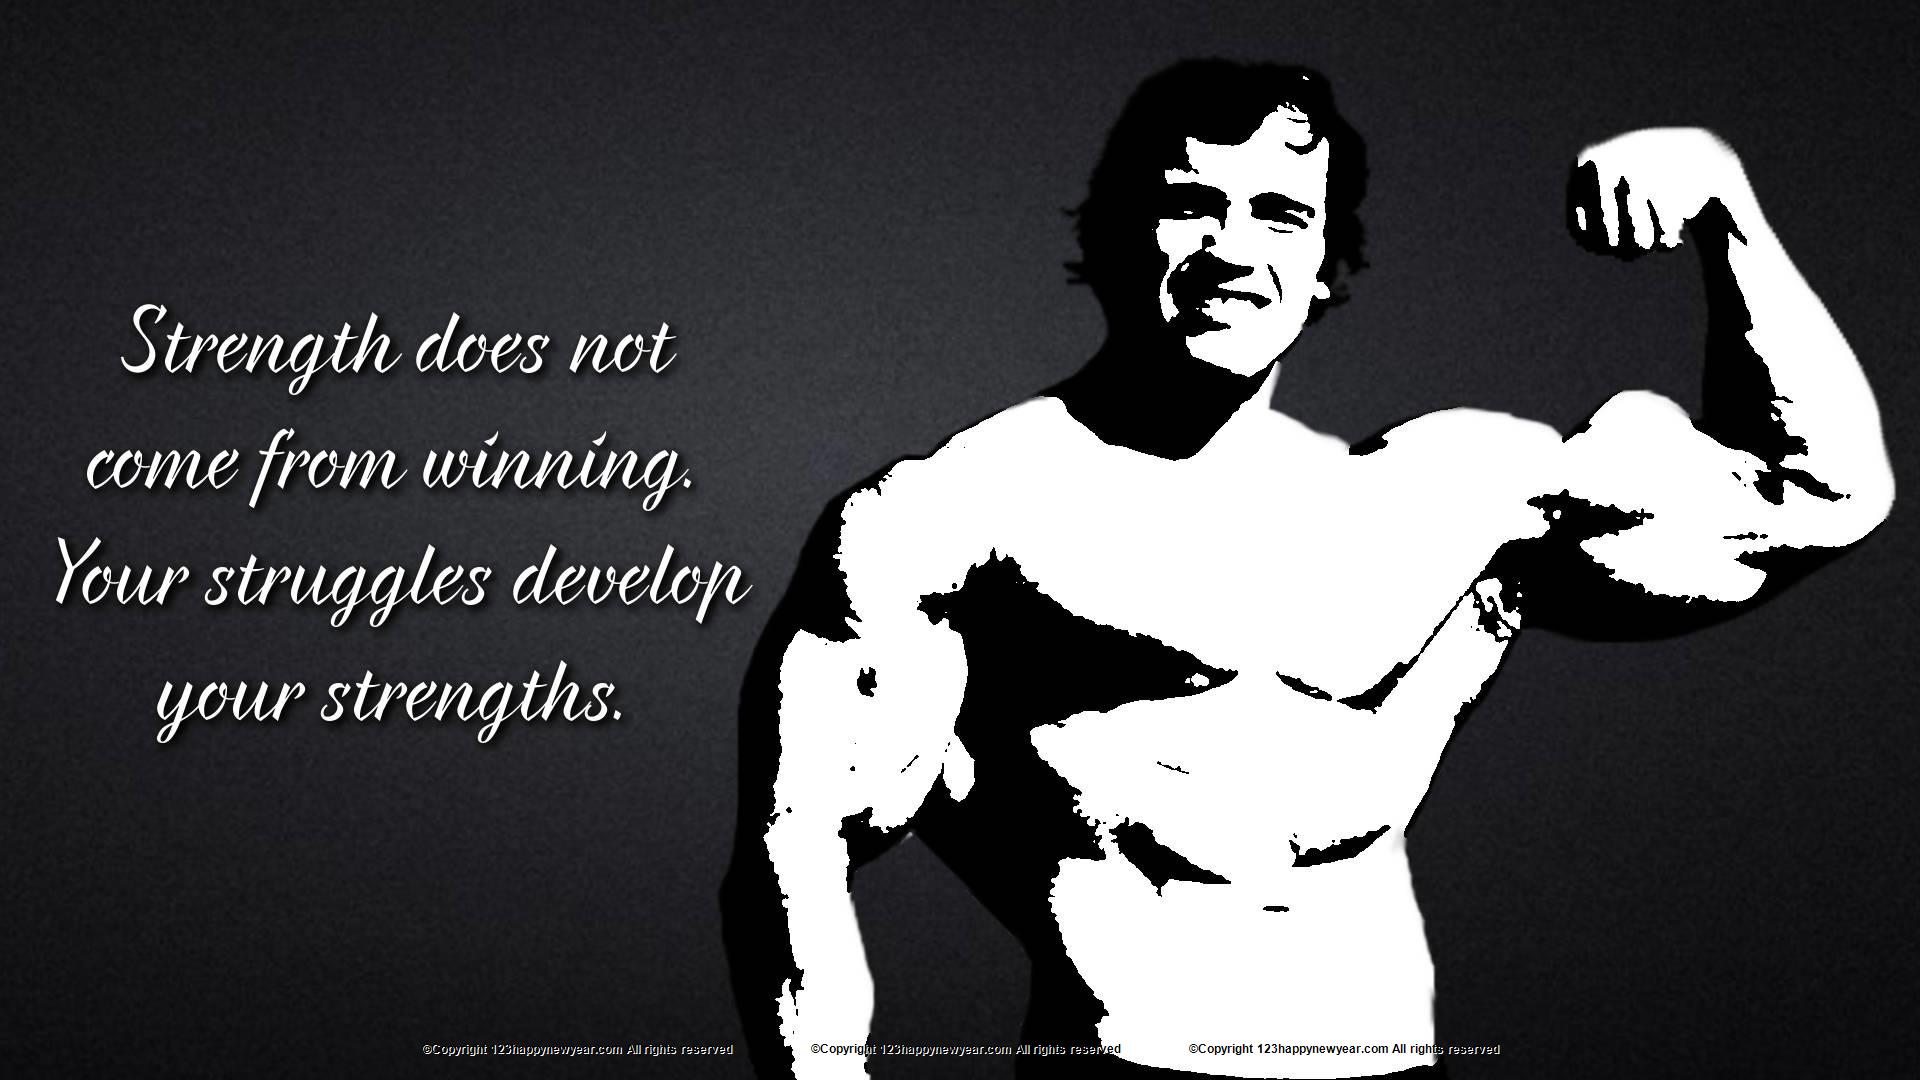 Strength does not
come from winning.
Your struggles develop
your strengths.
©Copyright 123happynewyear.com All rights reserved ©Copyright 123happynewyear.com All rights reserved ©Copyright 123happynewyear.com All rights reserved